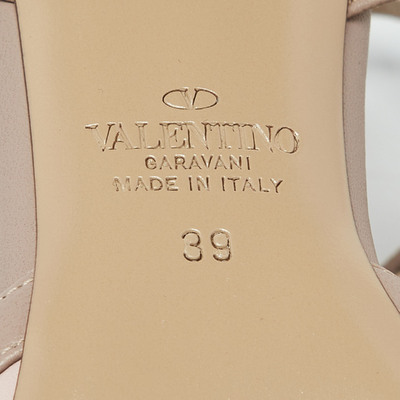 VALENTINO
GARAVANI
MADE IN ITALY
39